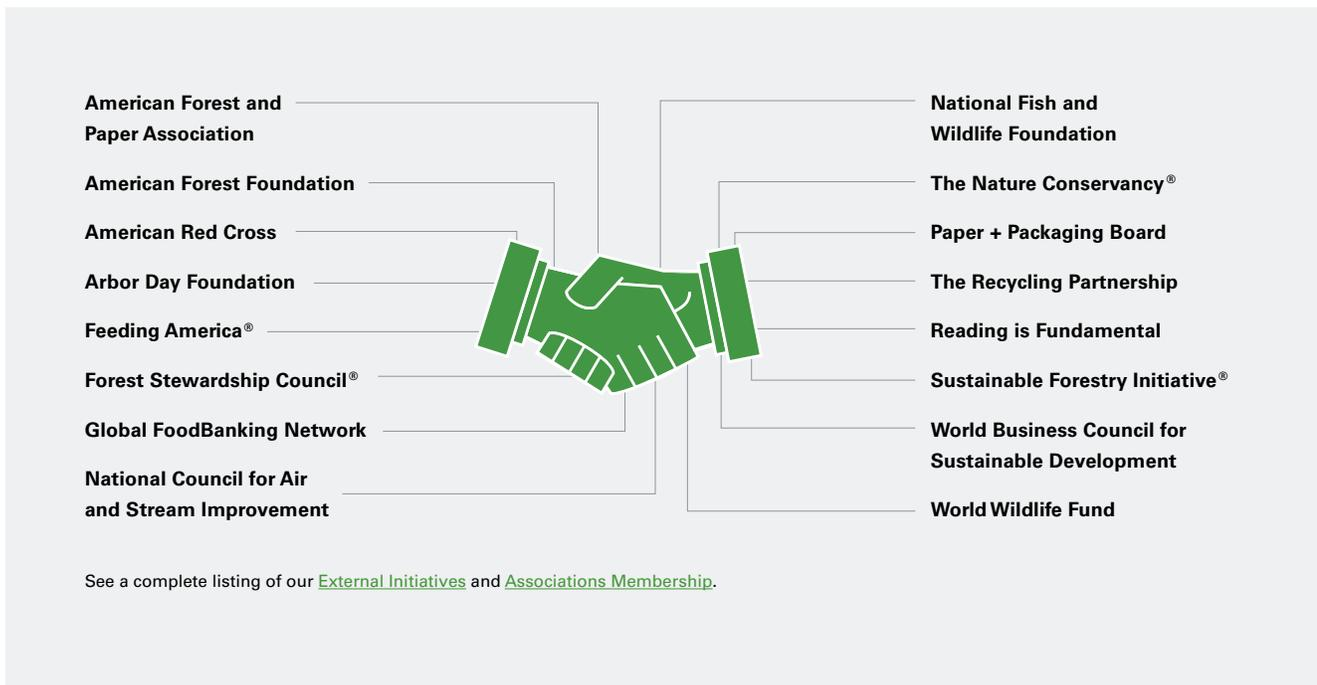 American Forest and
Paper Association
American Forest Foundation
American Red Cross
Arbor Day Foundation
Feeding America®
Forest Stewardship Council®
Global FoodBanking Network
National Council for Air
and Stream Improvement
National Fish and
Wildlife Foundation
The Nature Conservancy®
Paper + Packaging Board
The Recycling Partnership
Reading is Fundamental
Sustainable Forestry Initiative®
World Business Council for
Sustainable Development
World Wildlife Fund
See a complete listing of our External Initiatives and Associations Membership.